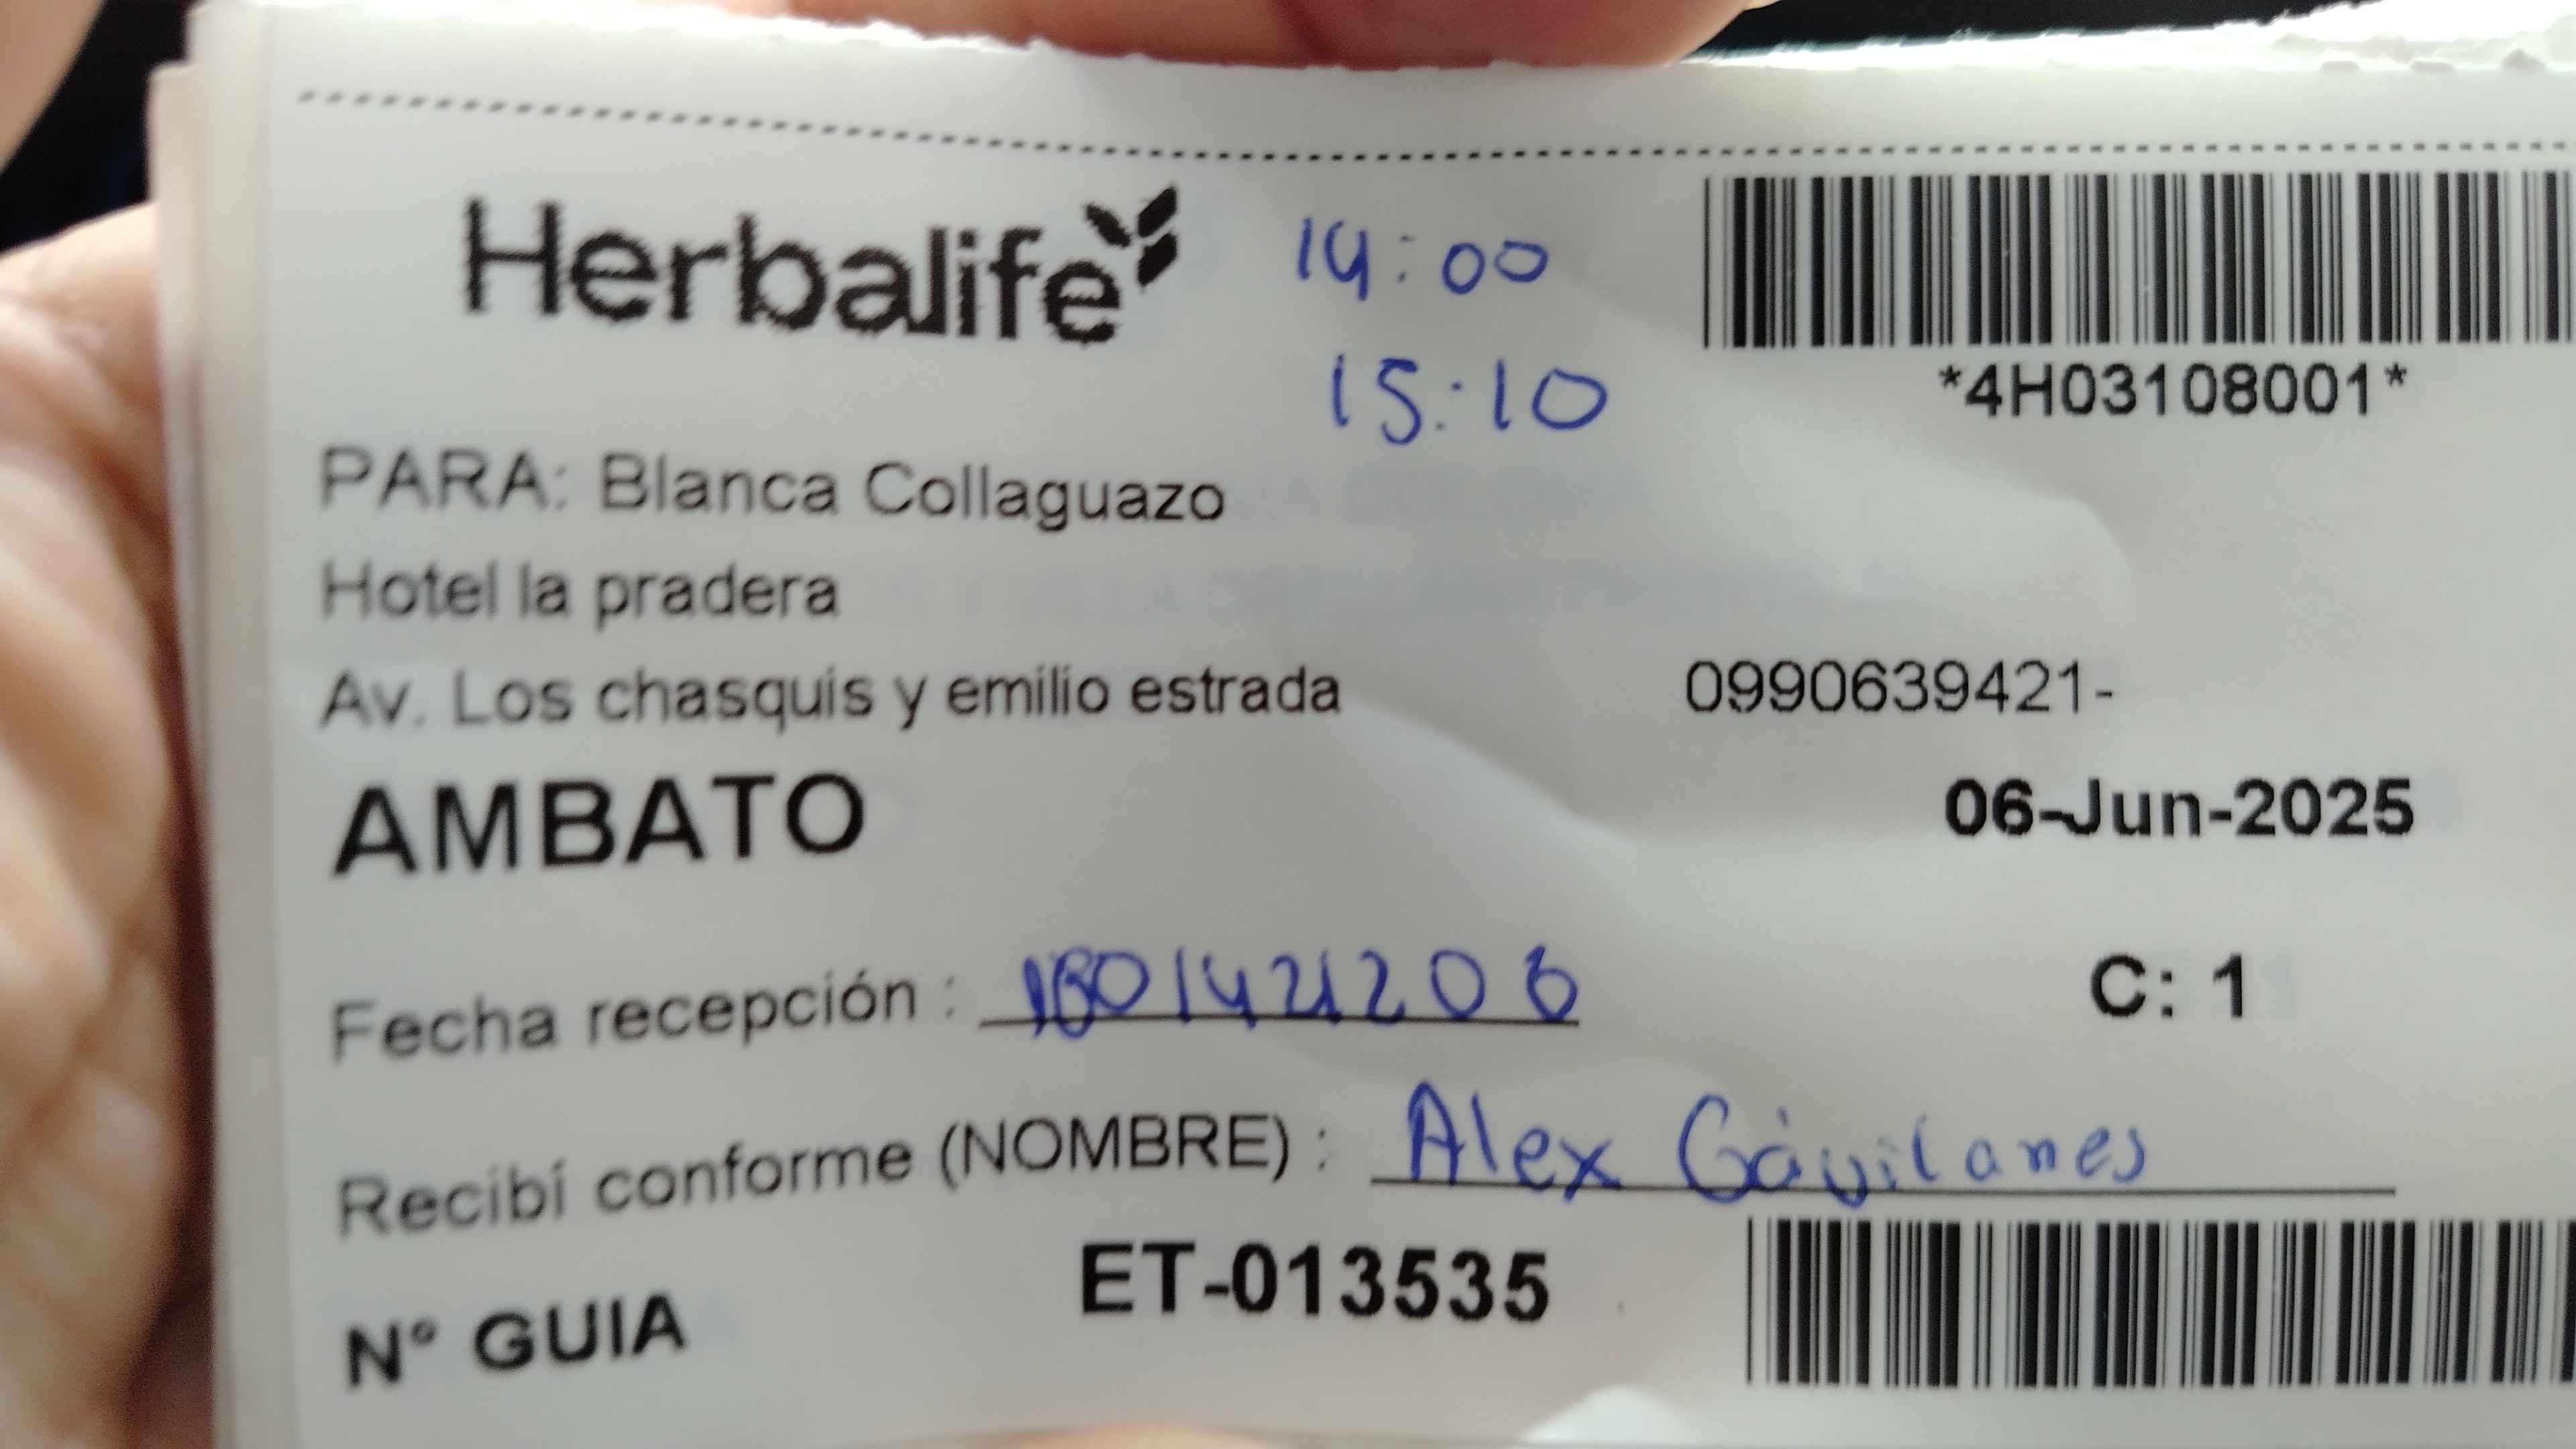 Herbalife
14:00
15:10
*4H03108001*
PARA: Blanca Collaguazo
Hotel la pradera
Av. Los chasquis y emilio estrada 0990639421-
AMBATO
06-Jun-2025
Fecha recepción : 1801421206
C: 1
Recibí conforme (NOMBRE) : Alex Gávilanes
N° GUIA ET-013535